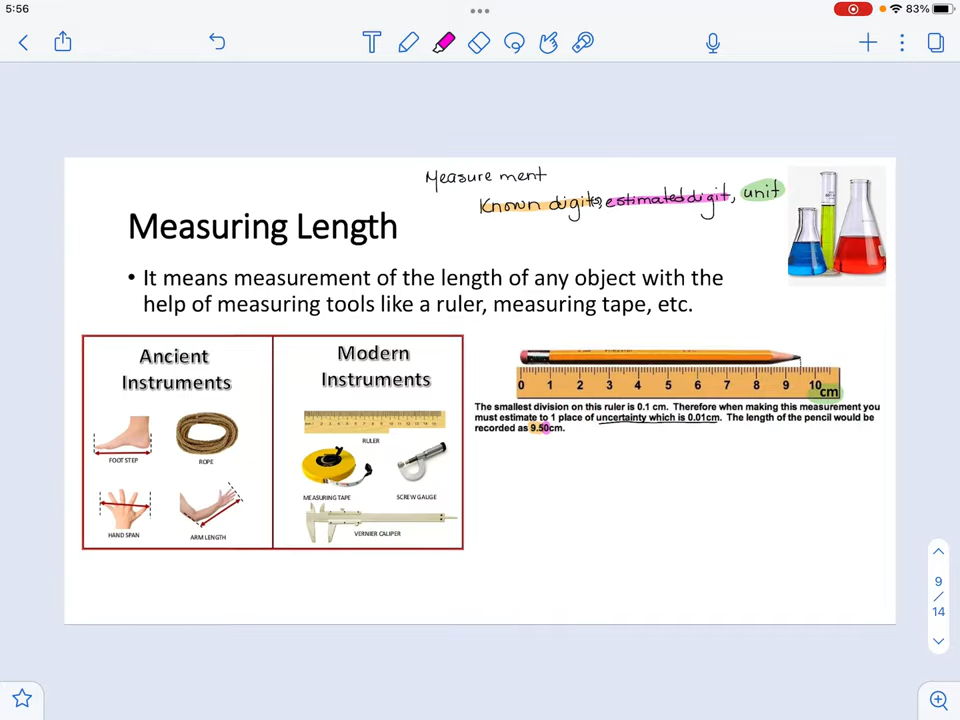 5:56
83%
T
Measurement
Known digits, estimated digit, unit
Measuring Length
• It means measurement of the length of any object with the
help of measuring tools like a ruler, measuring tape, etc.
Ancient
Instruments
FOOT STEP
ROPE
HAND SPAN
ARM LENGTH
Modern
Instruments
RULER
MEASURING TAPE
SCREW GAUGE
VERNIER CALIPER
0 1 2 3 4 5 6 7 8 9 10
cm
The smallest division on this ruler is 0.1 cm. Therefore when making this measurement you
must estimate to 1 place of uncertainty which is 0.01cm. The length of the pencil would be
recorded as 9.50cm.
9
/
14